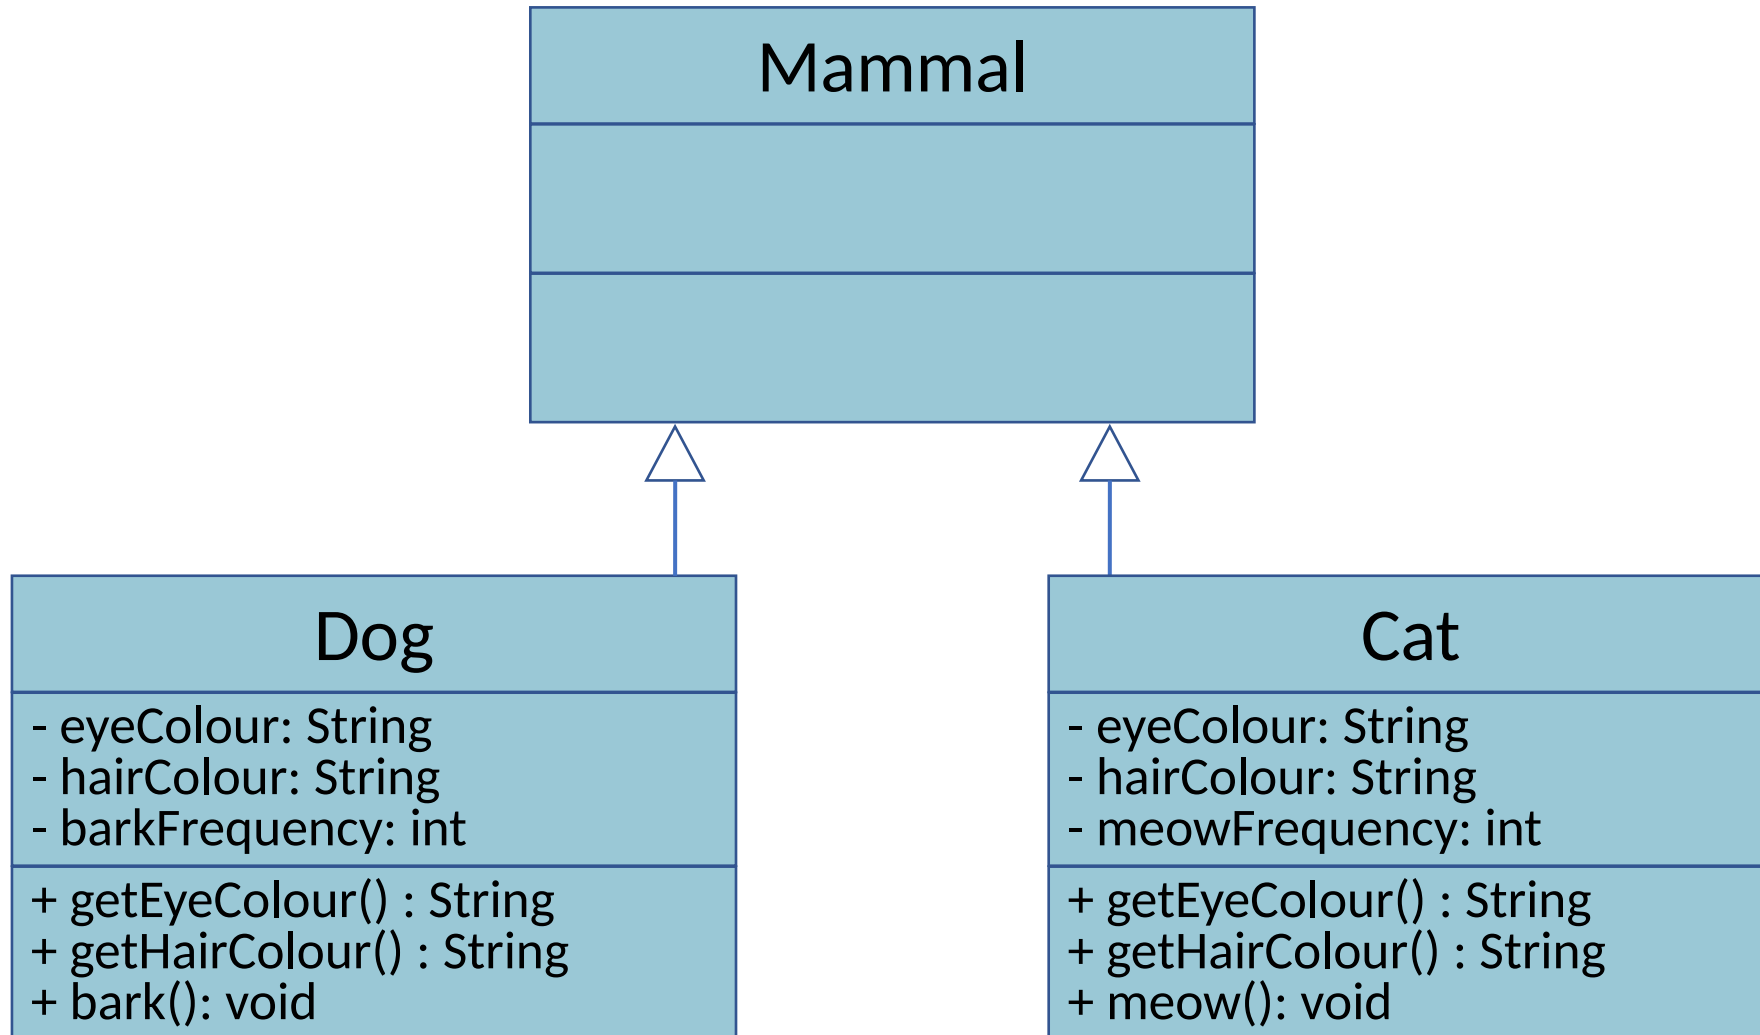 Mammal
Dog
- eyeColour: String
- hairColour: String
- barkFrequency: int
+ getEyeColour() : String
+ getHairColour() : String
+ bark(): void
Cat
- eyeColour: String
- hairColour: String
- meowFrequency: int
+ getEyeColour() : String
+ getHairColour() : String
+ meow(): void